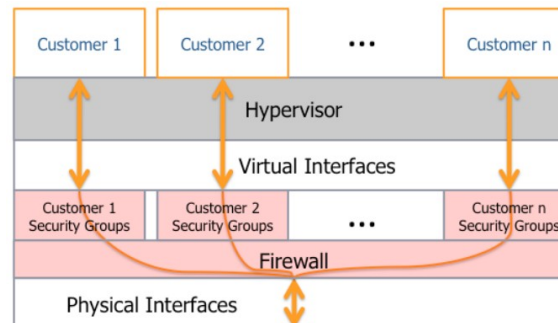 Customer 1
Customer 2
...
Customer n
Hypervisor
Virtual Interfaces
Customer 1
Security Groups
Customer 2
Security Groups
...
Customer n
Security Groups
Firewall
Physical Interfaces